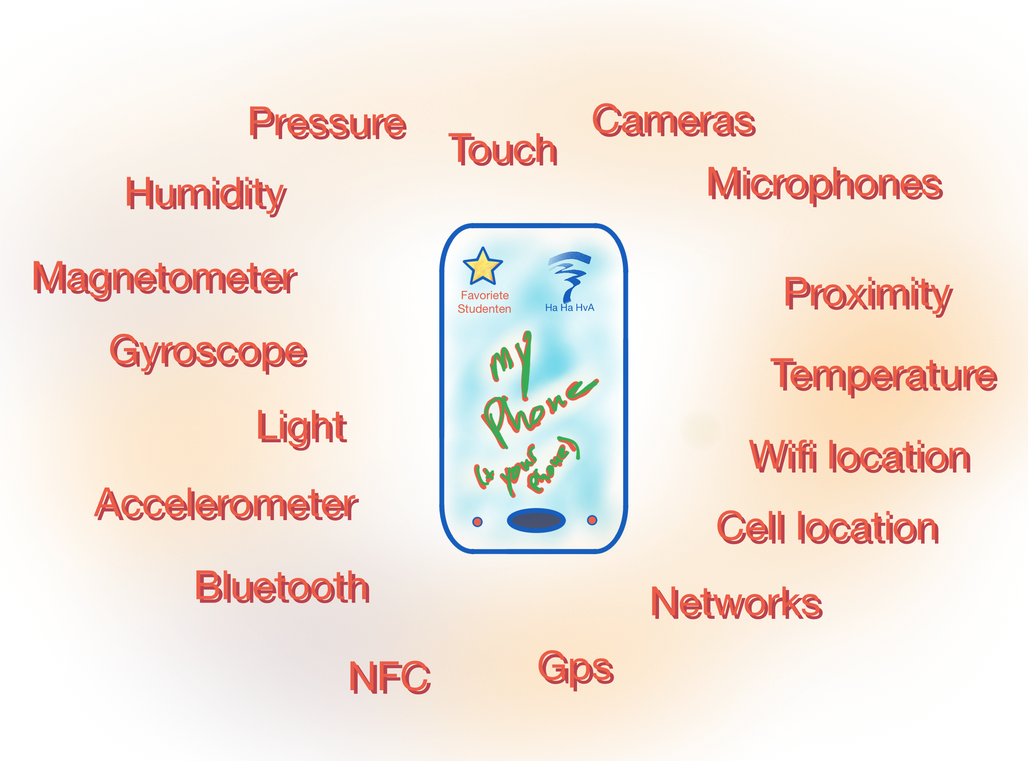 Pressure
Touch
Cameras
Humidity
Microphones
Magnetometer
Proximity
Gyroscope
Temperature
Light
Wifi location
Accelerometer
Cell location
Bluetooth
Networks
NFC
Gps
Favoriete
Studenten
Ha Ha HvA
my
Phone
(is your
phone)